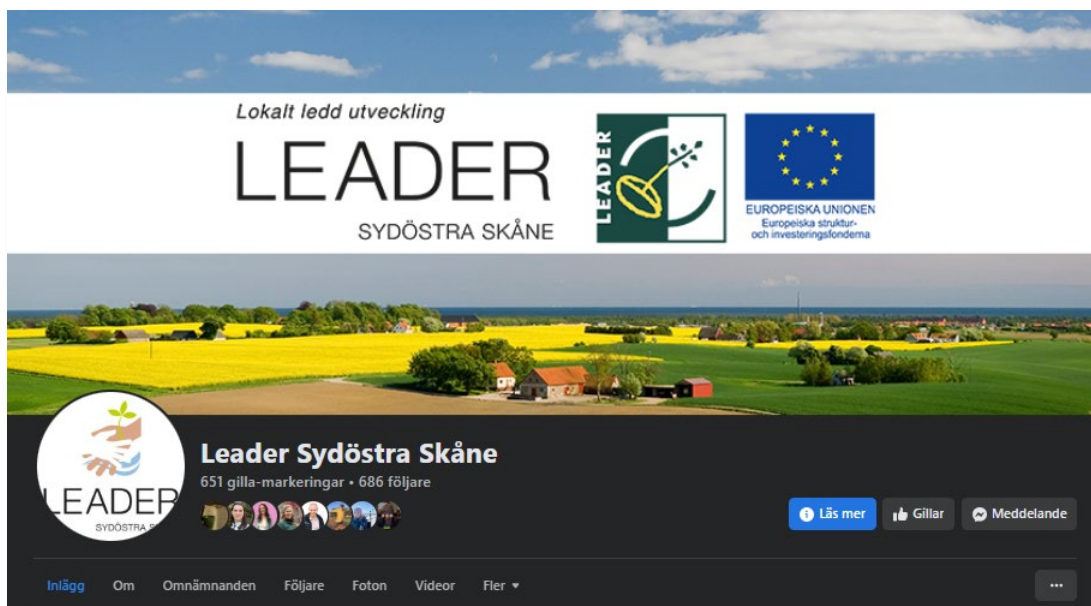 Lokalt ledd utveckling
LEADER
SYDÖSTRA SKÅNE
LEADER
EUROPEISKA UNIONEN
Europeiska struktur-
och investeringsfonderna
LEADER
SYDÖSTRA S
Leader Sydöstra Skåne
651 gilla-markeringar • 686 följare
Läs mer Gillar Meddelande
Inlägg Om Omnämnanden Följare Foton Videor Fler